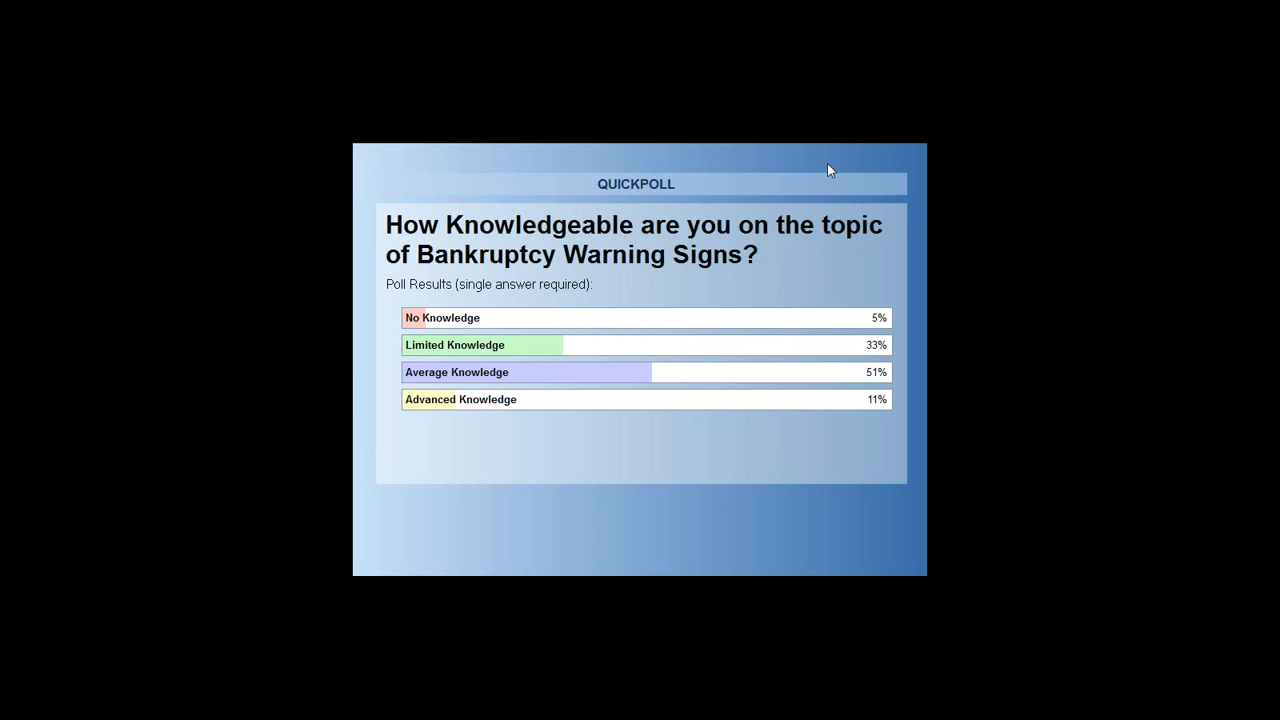 QUICKPOLL
How Knowledgeable are you on the topic
of Bankruptcy Warning Signs?
Poll Results (single answer required):
No Knowledge 5%
Limited Knowledge 33%
Average Knowledge 51%
Advanced Knowledge 11%